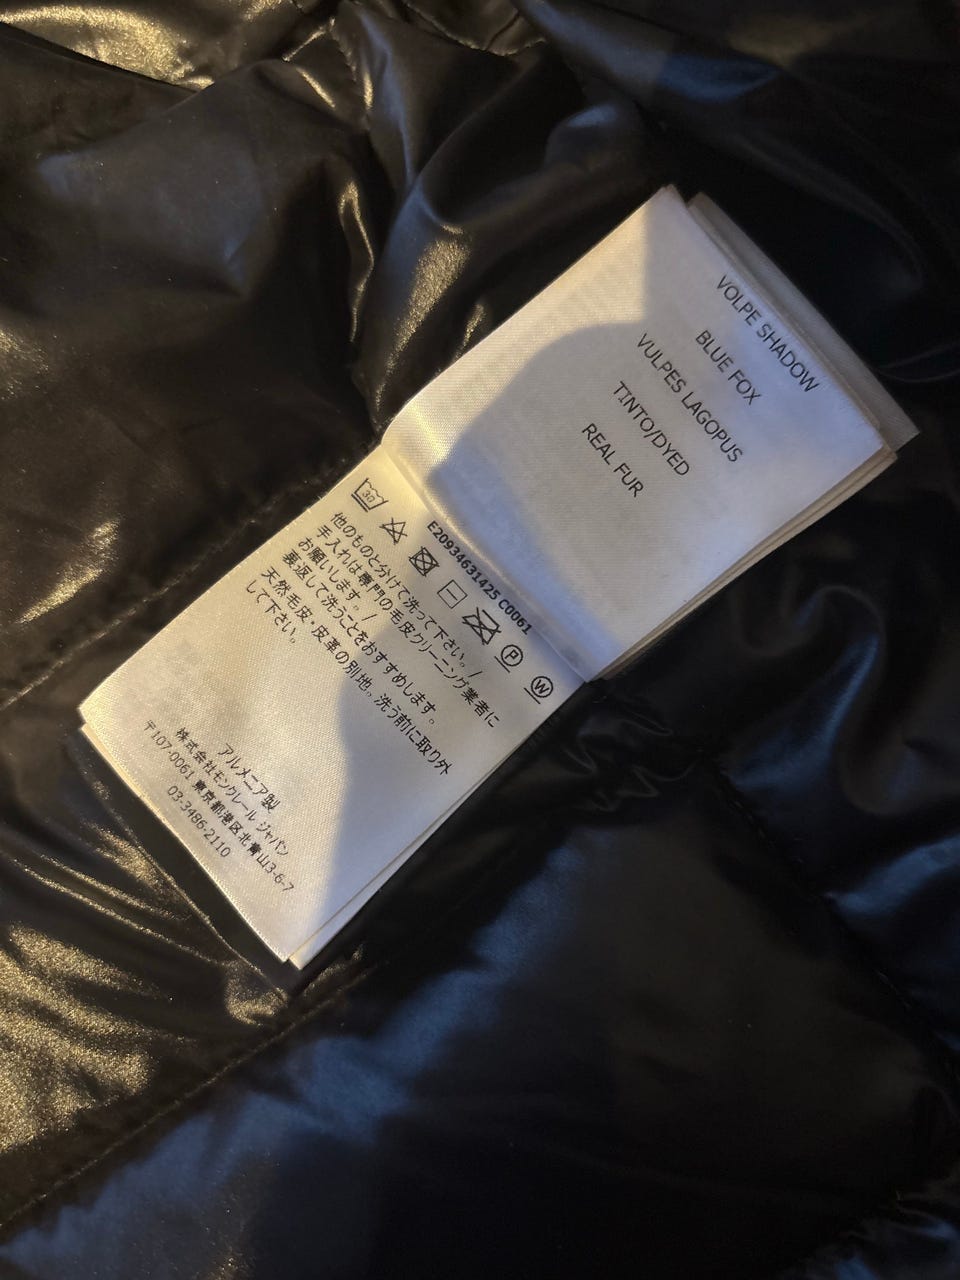 VOLPE SHADOW
BLUE FOX
VULPES LAGOPUS
TINTO/DYED
REAL FUR
E20934631425 C0061
30
P
W
他のものと分けて洗って下さい。/
手入れは専門の毛皮クリーニング業者に
お願いします。/
裏返して洗うことをおすすめします。
天然毛皮・皮革の別地。洗う前に取り外
して下さい。
アルメニア製
株式会社モンクレール ジャパン
〒107-0061 東京都港区北青山3-6-7
03-3486-2110